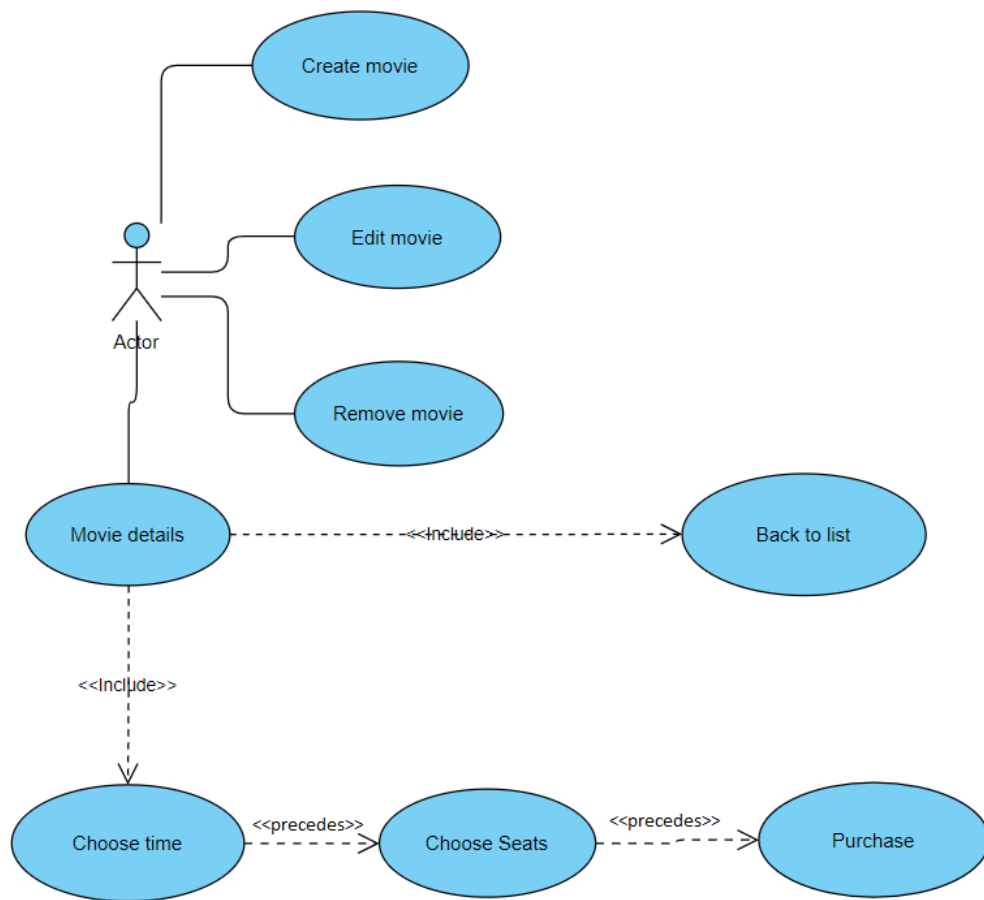 Create movie
Edit movie
Actor
Remove movie
Movie details
<<Include>>
Back to list
<<Include>>
Choose time
<<precedes>>
Choose Seats
<<precedes>>
Purchase